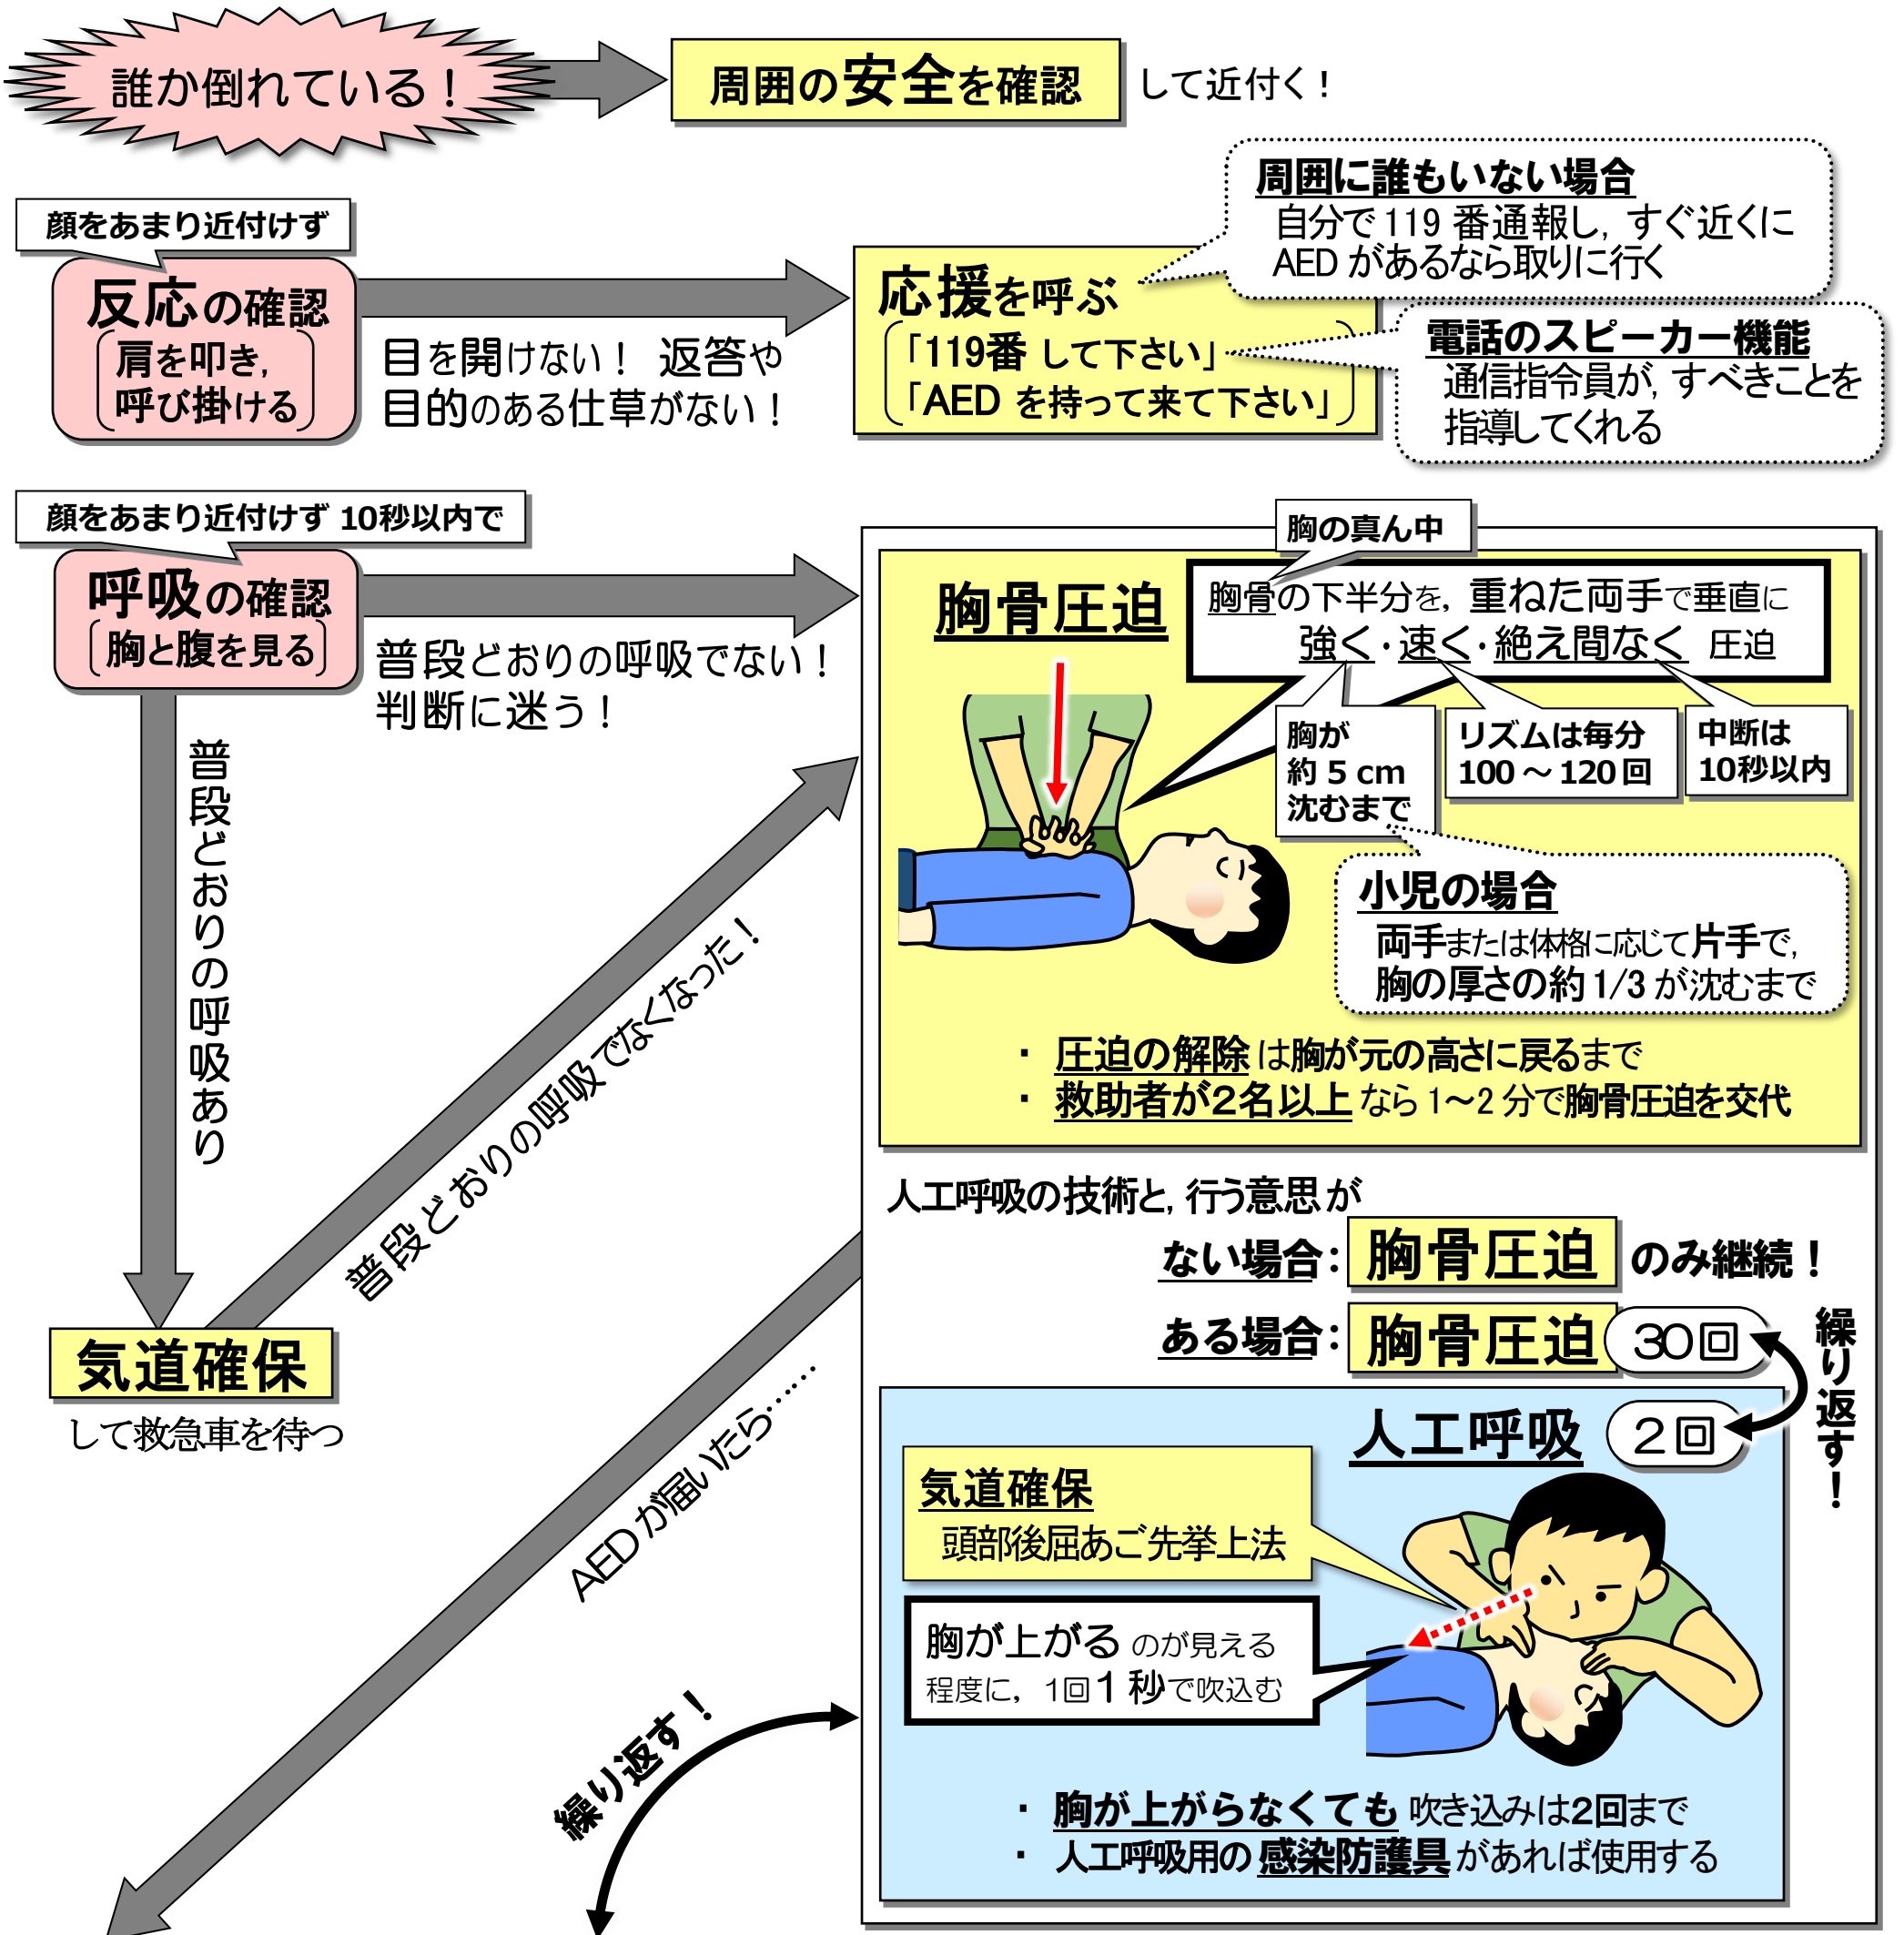 誰か倒れている！
周囲の安全を確認
して近付く！
周囲に誰もいない場合
自分で119 番通報し，すぐ近くに
AED があるなら取りに行く
顔をあまり近付けず
反応の確認
肩を叩き，
呼び掛ける
目を開けない！ 返答や
目的のある仕草がない！
応援を呼ぶ
「119番 して下さい」
「AED を持って来て下さい」
電話のスピーカー機能
通信指令員が，すべきことを
指導してくれる
顔をあまり近付けず 10秒以内で
呼吸の確認
胸と腹を見る
普段どおりの呼吸でない！
判断に迷う！
普段どおりの呼吸あり
気道確保
して救急車を待つ
普段どおりの呼吸でなくなった！
胸の真ん中
胸骨圧迫
胸骨の下半分を，重ねた両手で垂直に
強く・速く・絶え間なく 圧迫
胸が
約 5 cm
沈むまで
リズムは毎分
100 ～ 120 回
中断は
10秒以内
小児の場合
両手または体格に応じて片手で，
胸の厚さの約 1/3 が沈むまで
・ 圧迫の解除 は胸が元の高さに戻るまで
・ 救助者が２名以上 なら 1～2 分で胸骨圧迫を交代
人工呼吸の技術と，行う意思 が
ない場合： 胸骨圧迫 のみ継続！
ある場合： 胸骨圧迫 30回
繰り返す！
人工呼吸 2回
気道確保
頭部後屈あご先挙上法
胸が上がる のが見える
程度に，1回１秒で吹込む
・ 胸が上がらなくても 吹き込みは２回まで
・ 人工呼吸用の 感染防護具 があれば使用する
AED が届いたら……
繰り返す！